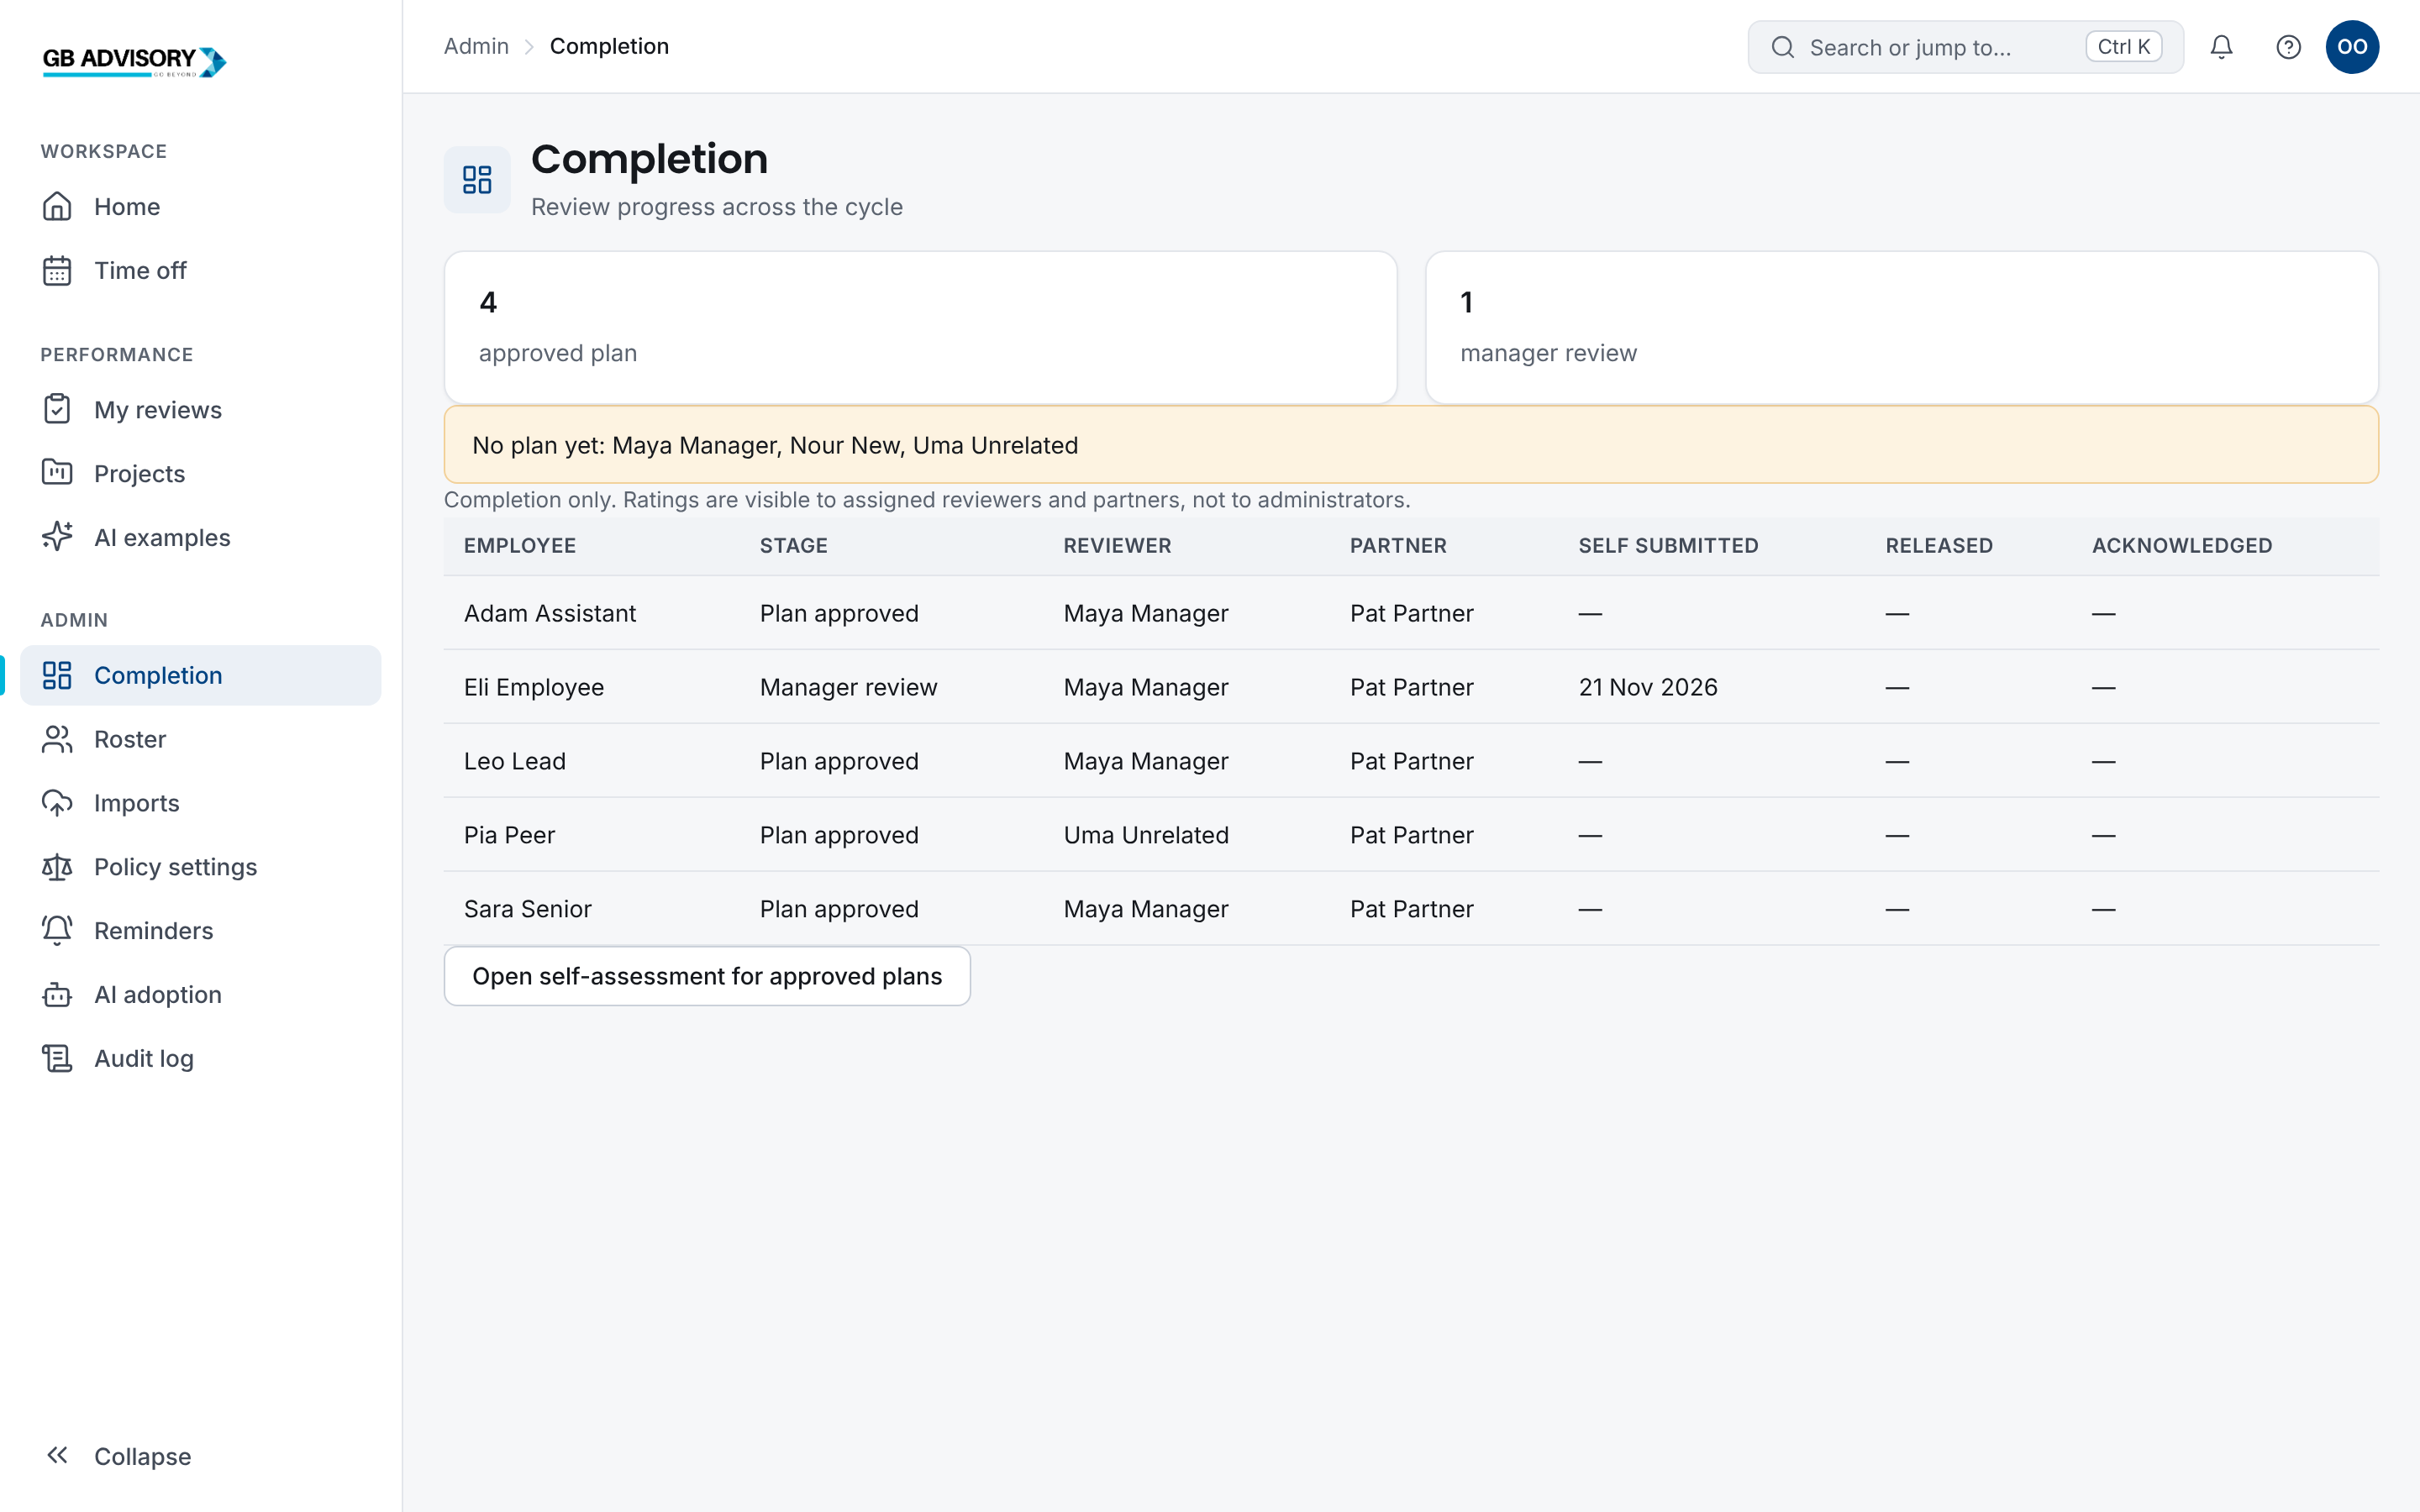 GB ADVISORY
GO BEYOND
Admin > Completion
Search or jump to...
Ctrl K
OO
WORKSPACE
Home
Time off
PERFORMANCE
My reviews
Projects
AI examples
ADMIN
Completion
Roster
Imports
Policy settings
Reminders
AI adoption
Audit log
Collapse
Completion
Review progress across the cycle
4
approved plan
1
manager review
No plan yet: Maya Manager, Nour New, Uma Unrelated
Completion only. Ratings are visible to assigned reviewers and partners, not to administrators.
EMPLOYEE STAGE REVIEWER PARTNER SELF SUBMITTED RELEASED ACKNOWLEDGED
Adam Assistant Plan approved Maya Manager Pat Partner — — —
Eli Employee Manager review Maya Manager Pat Partner 21 Nov 2026 — —
Leo Lead Plan approved Maya Manager Pat Partner — — —
Pia Peer Plan approved Uma Unrelated Pat Partner — — —
Sara Senior Plan approved Maya Manager Pat Partner — — —
Open self-assessment for approved plans